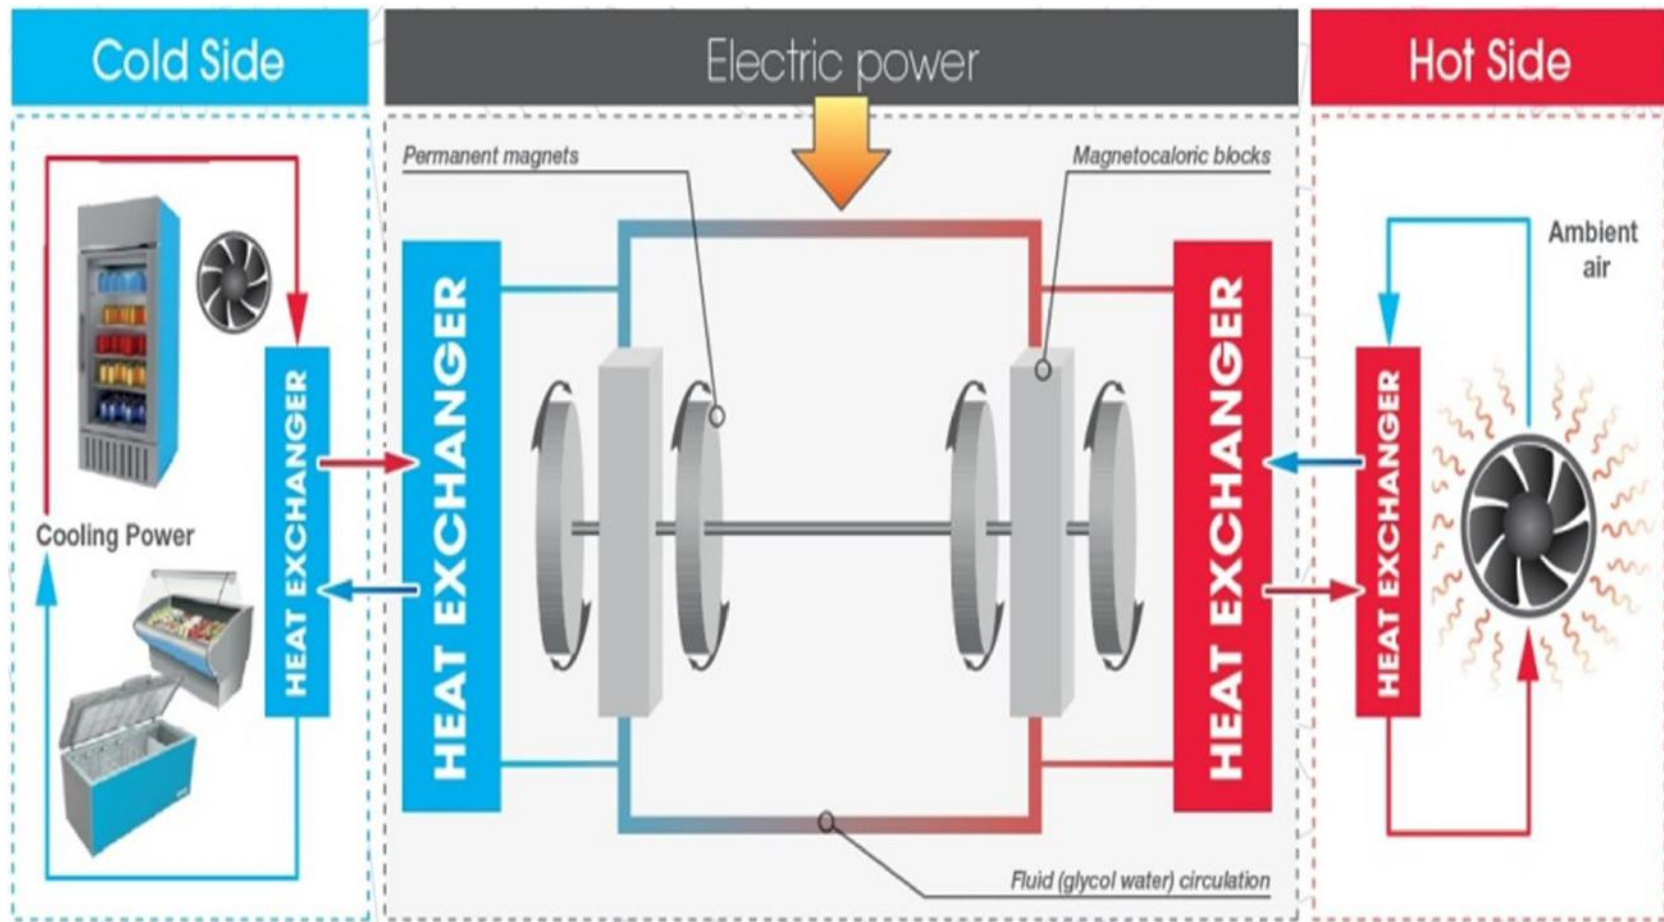 Cold Side
Electric power
Hot Side
Permanent magnets
Magnetocaloric blocks
Ambient
air
HEAT EXCHANGER
HEAT EXCHANGER
HEAT EXCHANGER
HEAT EXCHANGER
Cooling Power
Fluid (glycol water) circulation